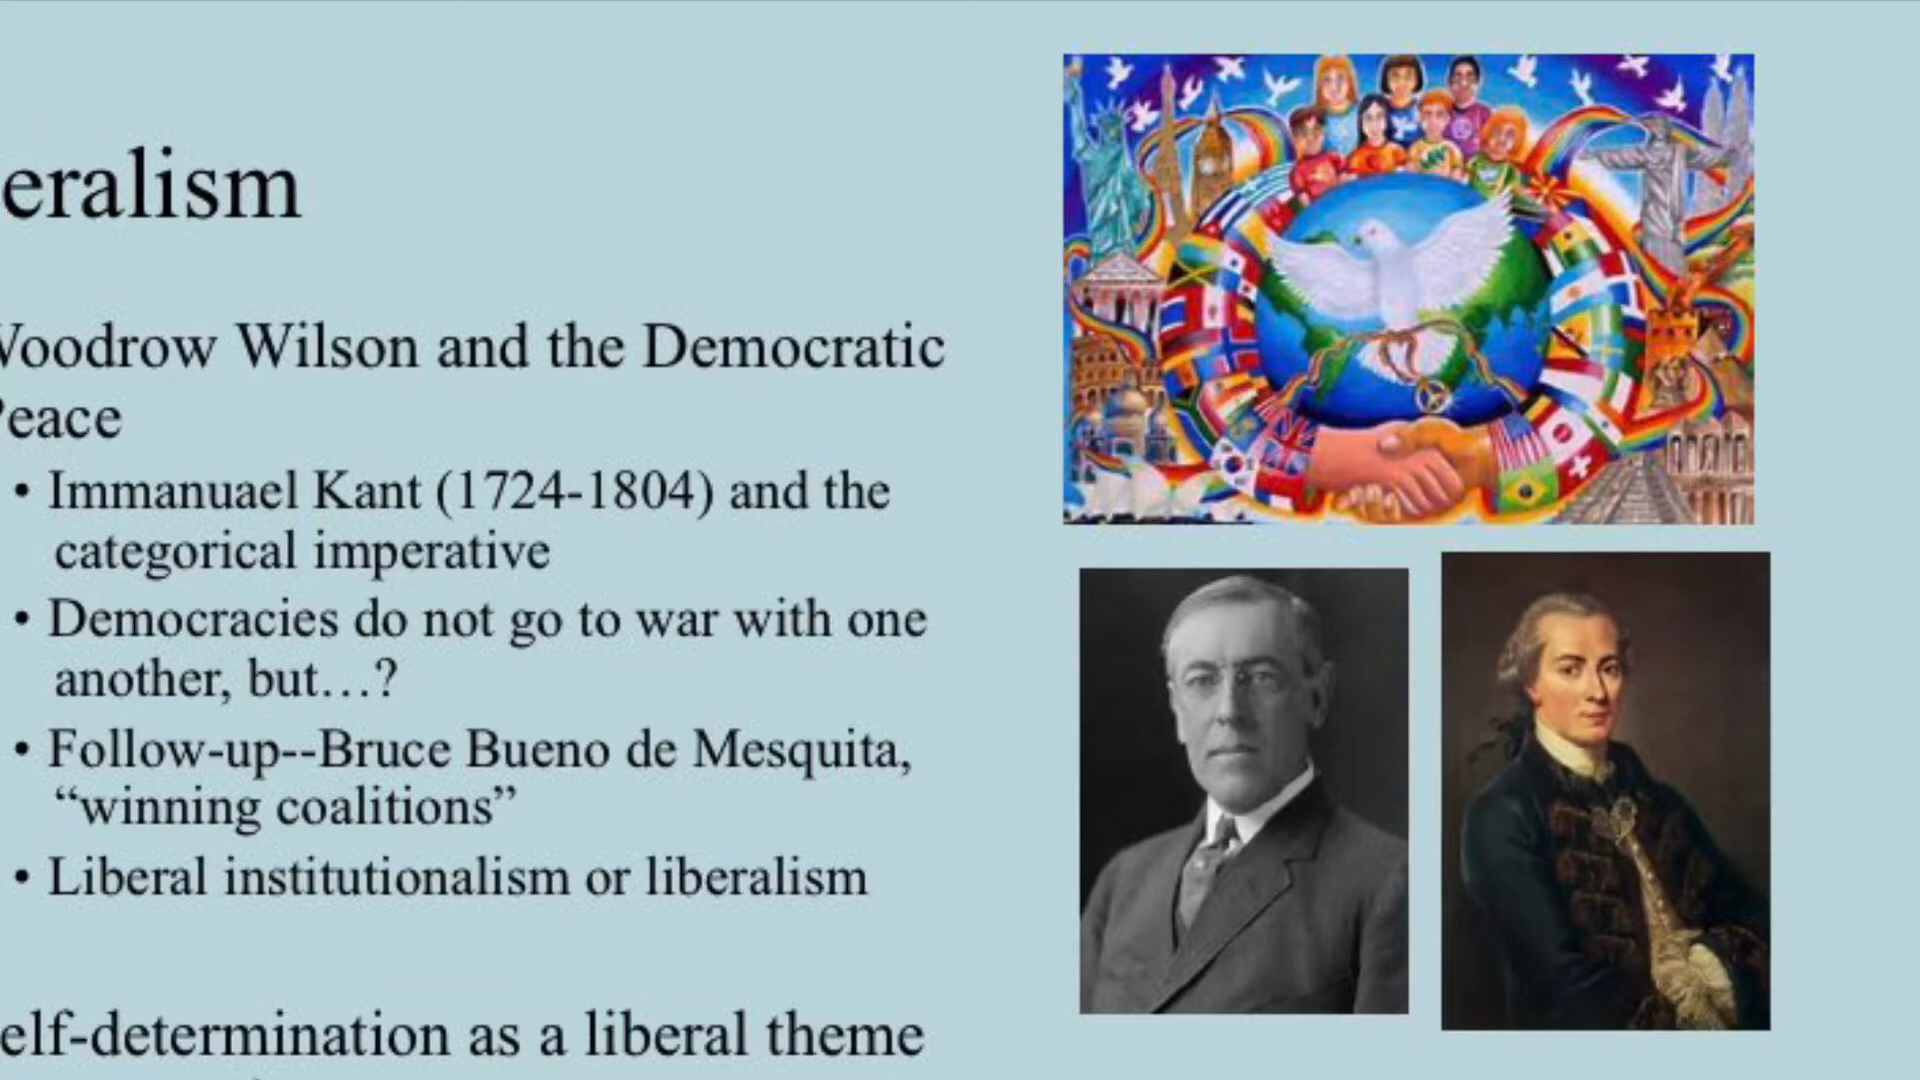 eralism
Woodrow Wilson and the Democratic
Peace
• Immanuael Kant (1724-1804) and the
categorical imperative
• Democracies do not go to war with one
another, but…?
• Follow-up--Bruce Bueno de Mesquita,
“winning coalitions”
• Liberal institutionalism or liberalism
elf-determination as a liberal theme